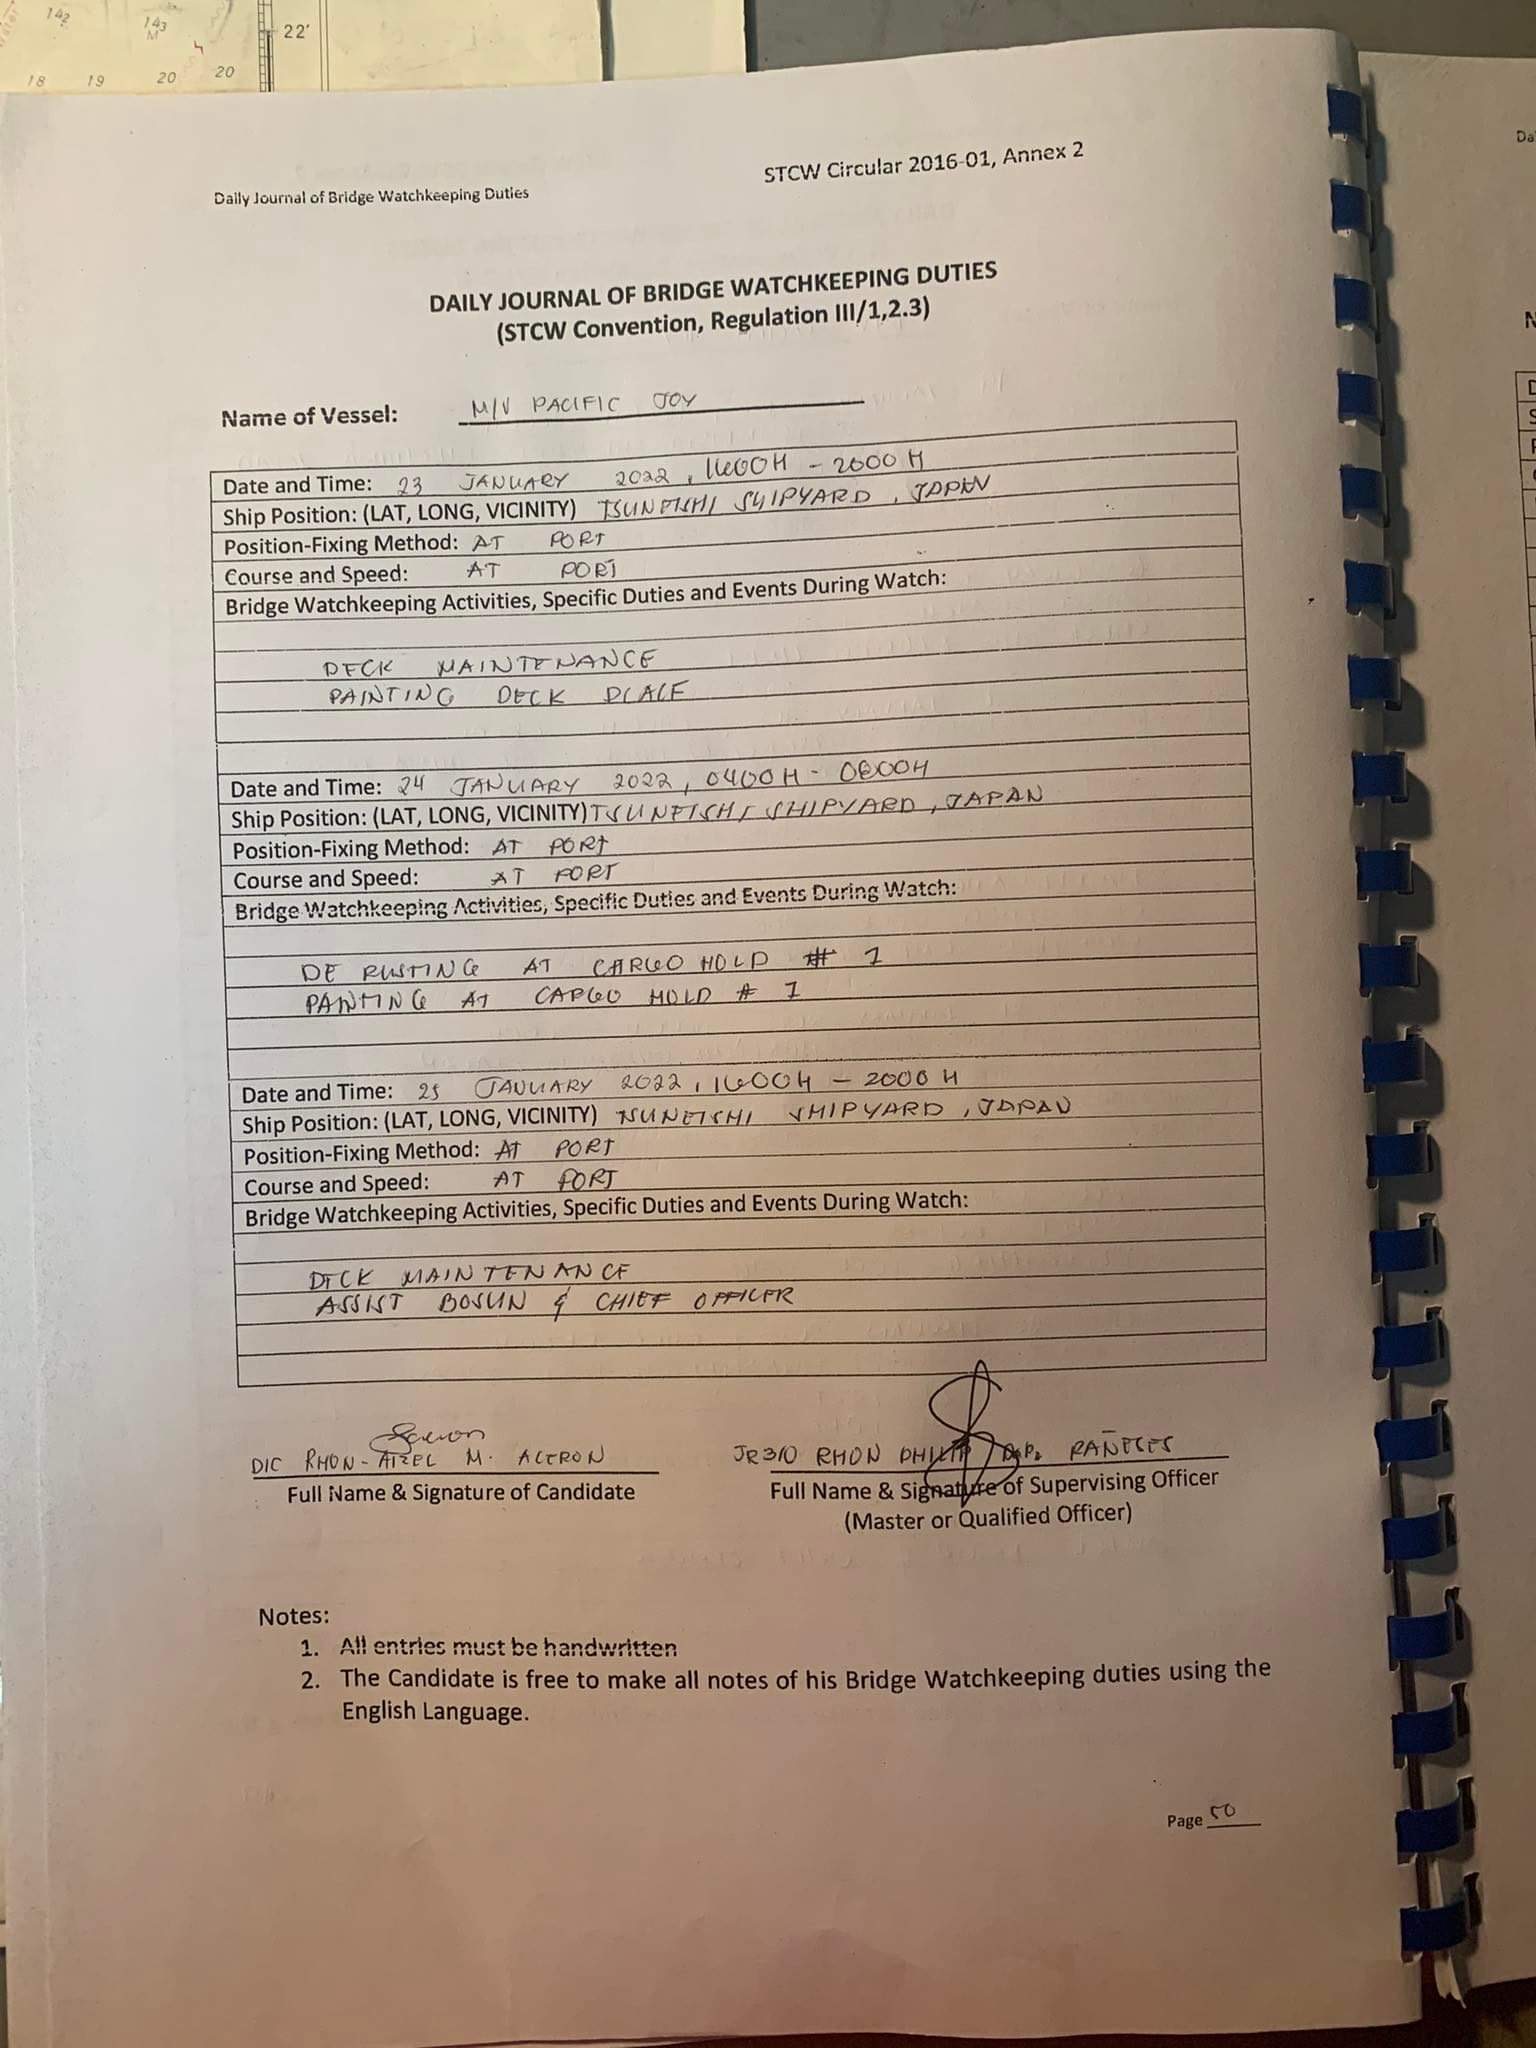 142
143
M
22'
18 19 20 20
Daily Journal of Bridge Watchkeeping Duties
STCW Circular 2016-01, Annex 2
DAILY JOURNAL OF BRIDGE WATCHKEEPING DUTIES
(STCW Convention, Regulation III/1,2.3)
Name of Vessel: M/V PACIFIC JOY
Date and Time: 23 JANUARY 2022, 1600H - 2000H
Ship Position: (LAT, LONG, VICINITY) TSUNEISHI SHIPYARD, JAPAN
Position-Fixing Method: AT PORT
Course and Speed: AT PORT
Bridge Watchkeeping Activities, Specific Duties and Events During Watch:
DECK MAINTENANCE
PAINTING DECK PLACE
Date and Time: 24 JANUARY 2022, 0400H - 0800H
Ship Position: (LAT, LONG, VICINITY) TSUNEISHI SHIPYARD, JAPAN
Position-Fixing Method: AT PORT
Course and Speed: AT PORT
Bridge Watchkeeping Activities, Specific Duties and Events During Watch:
DE RUSTING AT CARGO HOLD # 1
PANTING AT CARGO HOLD # 1
Date and Time: 25 JANUARY 2022, 1600H - 2000H
Ship Position: (LAT, LONG, VICINITY) TSUNEISHI SHIPYARD, JAPAN
Position-Fixing Method: AT PORT
Course and Speed: AT PORT
Bridge Watchkeeping Activities, Specific Duties and Events During Watch:
DECK MAINTENANCE
ASSIST BOSUN & CHIEF OFFICER
DIC RHON-AIZEL M. ACERON
Full Name & Signature of Candidate
JR3/O RHON PHILIP RAÑESES
Full Name & Signature of Supervising Officer
(Master or Qualified Officer)
Notes:
1. All entries must be handwritten
2. The Candidate is free to make all notes of his Bridge Watchkeeping duties using the
English Language.
Page 50